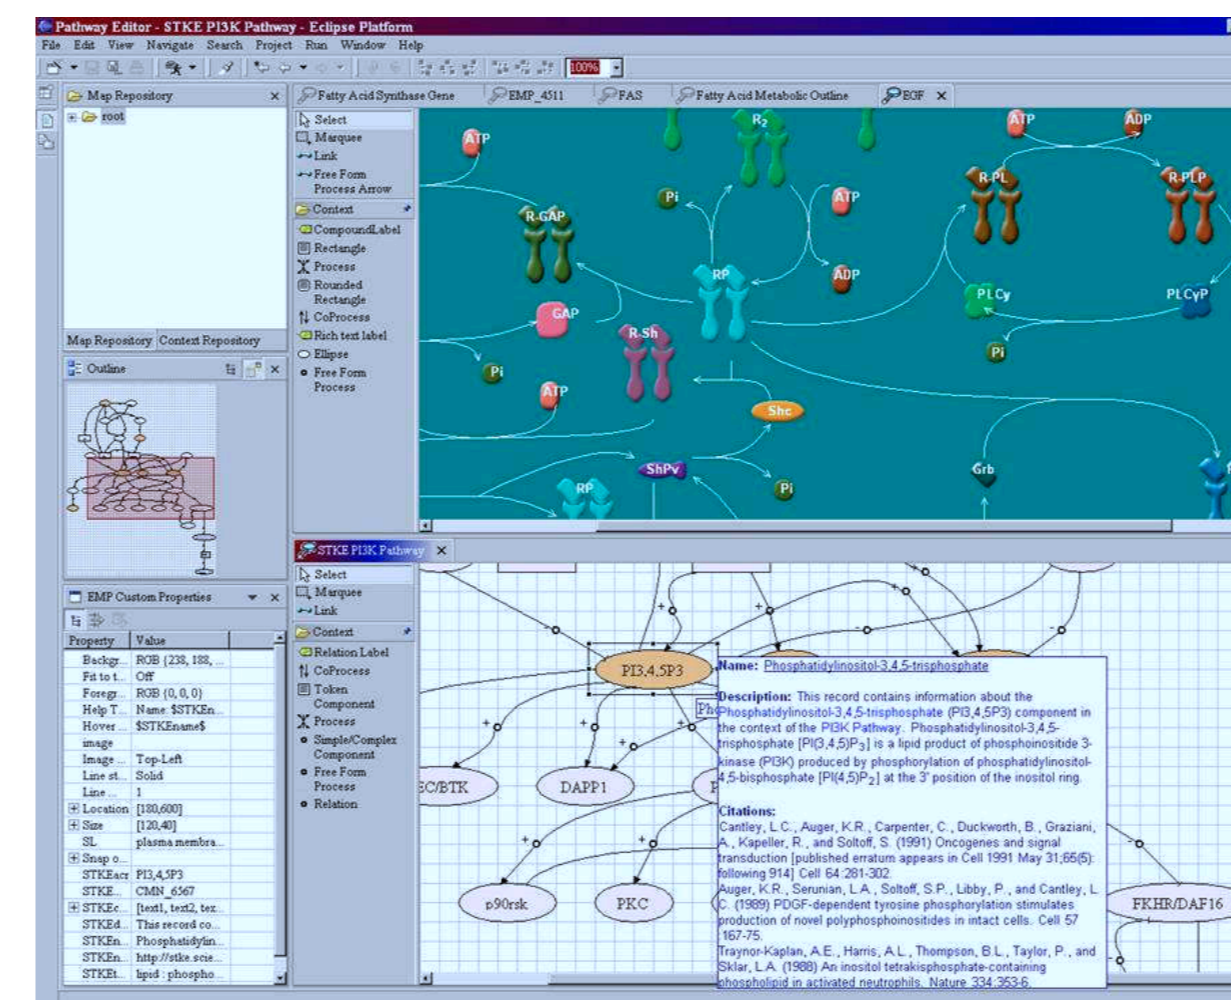 Pathway Editor - STKE PI3K Pathway - Eclipse Platform
File Edit View Navigate Search Project Run Window Help
100%
Map Repository
root
Map Repository Context Repository
Outline
EMP Custom Properties
Property Value
Backgr... RGB {238, 188, ...
Fit to t... Off
Foregr... RGB {0, 0, 0}
Help T... Name: $STKEn...
Hover ... $STKEname$
image
Image ... Top-Left
Line st... Solid
Line ... 1
Location [180,600]
Size [120,40]
SL plasma membra...
Snap o...
STKEacr PI3,4,5P3
STKE... CMN_6567
STKEc... [text1, text2, tex...
STKEd... This record co...
STKEn... Phosphatidylin...
STKEn... http://stke.scie...
STKEt... lipid : phospho...
Fatty Acid Synthase Gene EMP_4511 FAS Fatty Acid Metabolic Outline EGF
Select
Marquee
Link
Free Form
Process Arrow
Context
CompoundLabel
Rectangle
Process
Rounded
Rectangle
CoProcess
Rich text label
Ellipse
Free Form
Process
R2
ATP
ATP
ADP
R-PL
R-PLP
Pi
ATP
R-GAP
RP
ADP
PLCy
PLCyP
GAP
R-Sh
Pi
Pi
ATP
Shc
ShPv
Grb
RP
Pi
STKE PI3K Pathway
Select
Marquee
Link
Context
Relation Label
CoProcess
Token
Component
Process
Simple/Complex
Component
Free Form
Process
Relation
PI3,4,5P3
EC/BTK
DAPP1
p90rsk
PKC
FKHR/DAF16
Name: Phosphatidylinositol-3,4,5-trisphosphate
Description: This record contains information about the
Phosphatidylinositol-3,4,5-trisphosphate (PI3,4,5P3) component in
the context of the PI3K Pathway. Phosphatidylinositol-3,4,5-
trisphosphate [PI(3,4,5)P3] is a lipid product of phosphoinositide 3-
kinase (PI3K) produced by phosphorylation of phosphatidylinositol-
4,5-bisphosphate [PI(4,5)P2] at the 3' position of the inositol ring.
Citations:
Cantley, L.C., Auger, K.R., Carpenter, C., Duckworth, B., Graziani,
A., Kapeller, R., and Soltoff, S. (1991) Oncogenes and signal
transduction [published erratum appears in Cell 1991 May 31;65(5):
following 914] Cell 64:281-302.
Auger, K.R., Serunian, L.A., Soltoff, S.P., Libby, P., and Cantley, L.
C. (1989) PDGF-dependent tyrosine phosphorylation stimulates
production of novel polyphosphoinositides in intact cells. Cell 57
:167-75.
Traynor-Kaplan, A.E., Harris, A.L., Thompson, B.L., Taylor, P., and
Sklar, L.A. (1988) An inositol tetrakisphosphate-containing
phospholipid in activated neutrophils. Nature 334:353-6.